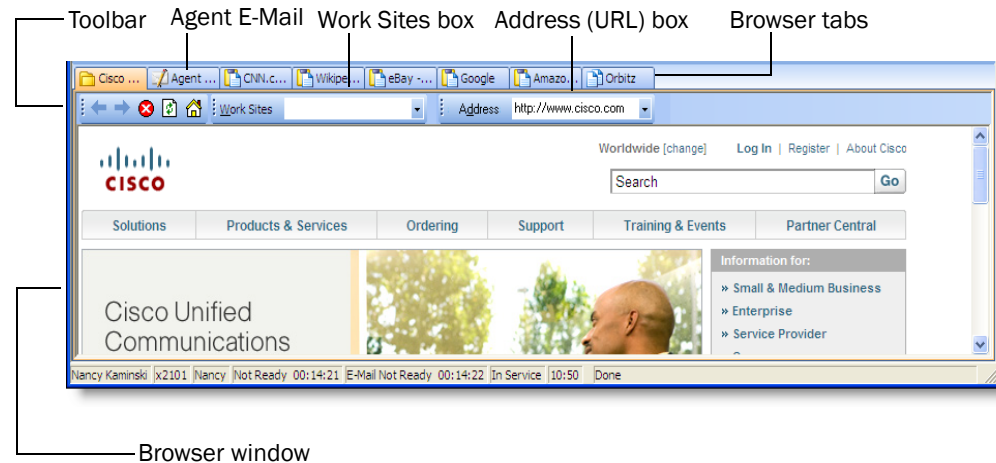 Toolbar Agent E-Mail Work Sites box Address (URL) box Browser tabs
Cisco ... Agent ... CNN.c... Wikipe... eBay -... Google Amazo... Orbitz
Work Sites Address http://www.cisco.com
Worldwide [change] Log In | Register | About Cisco
CISCO
Search Go
Solutions Products & Services Ordering Support Training & Events Partner Central
Information for:
» Small & Medium Business
Cisco Unified
» Enterprise
Communications
» Service Provider
Nancy Kaminski x2101 Nancy Not Ready 00:14:21 E-Mail Not Ready 00:14:22 In Service 10:50 Done
Browser window